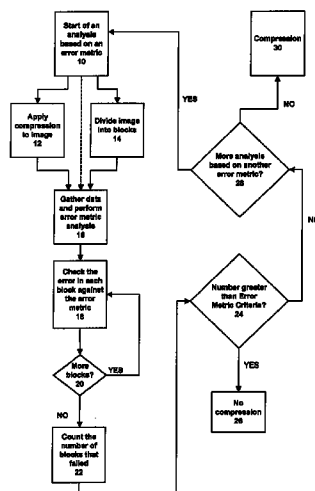 Start of an
analysis
based on an
error metric
10
Apply
compression
to image
12
Divide image
into blocks
14
Gather data
and perform
error metric
analysis
16
Check the
error in each
block against
the error
metric
18
More
blocks?
20
YES
NO
Count the
number of
blocks that
failed
22
Number greater
than Error
Metric Criteria?
24
YES
No
compression
26
NO
More analysis
based on another
error metric?
28
YES
NO
Compression
30